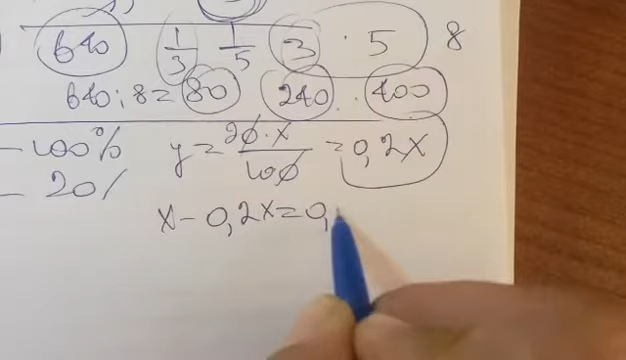 640 1/3 1/5 3 · 5 8
640 : 8 = 80 240 400
— 100% y = 20·x/100 = 0,2x
— 20%
x - 0,2x = 0,